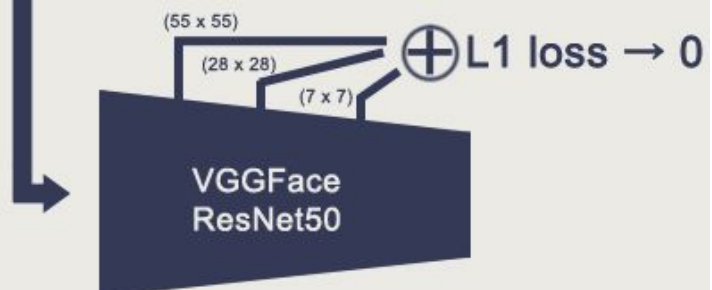 (55 x 55)
(28 x 28)
(7 x 7)
L1 loss → 0
VGGFace
ResNet50